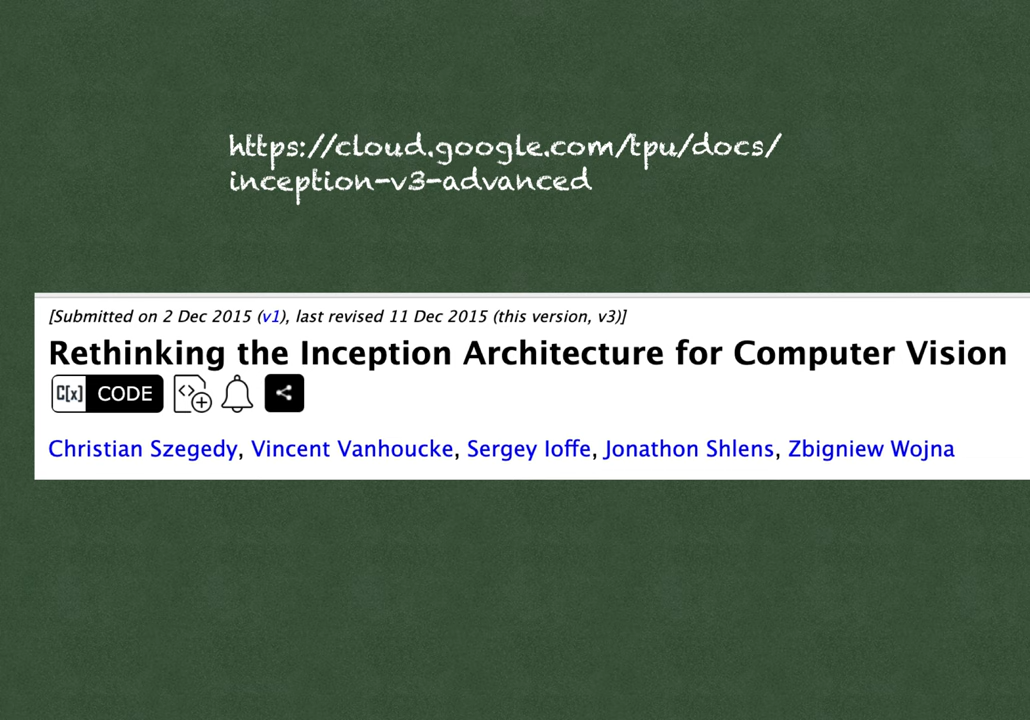 https://cloud.google.com/tpu/docs/
inception-v3-advanced
[Submitted on 2 Dec 2015 (v1), last revised 11 Dec 2015 (this version, v3)]
Rethinking the Inception Architecture for Computer Vision
C[x] CODE
Christian Szegedy, Vincent Vanhoucke, Sergey Ioffe, Jonathon Shlens, Zbigniew Wojna